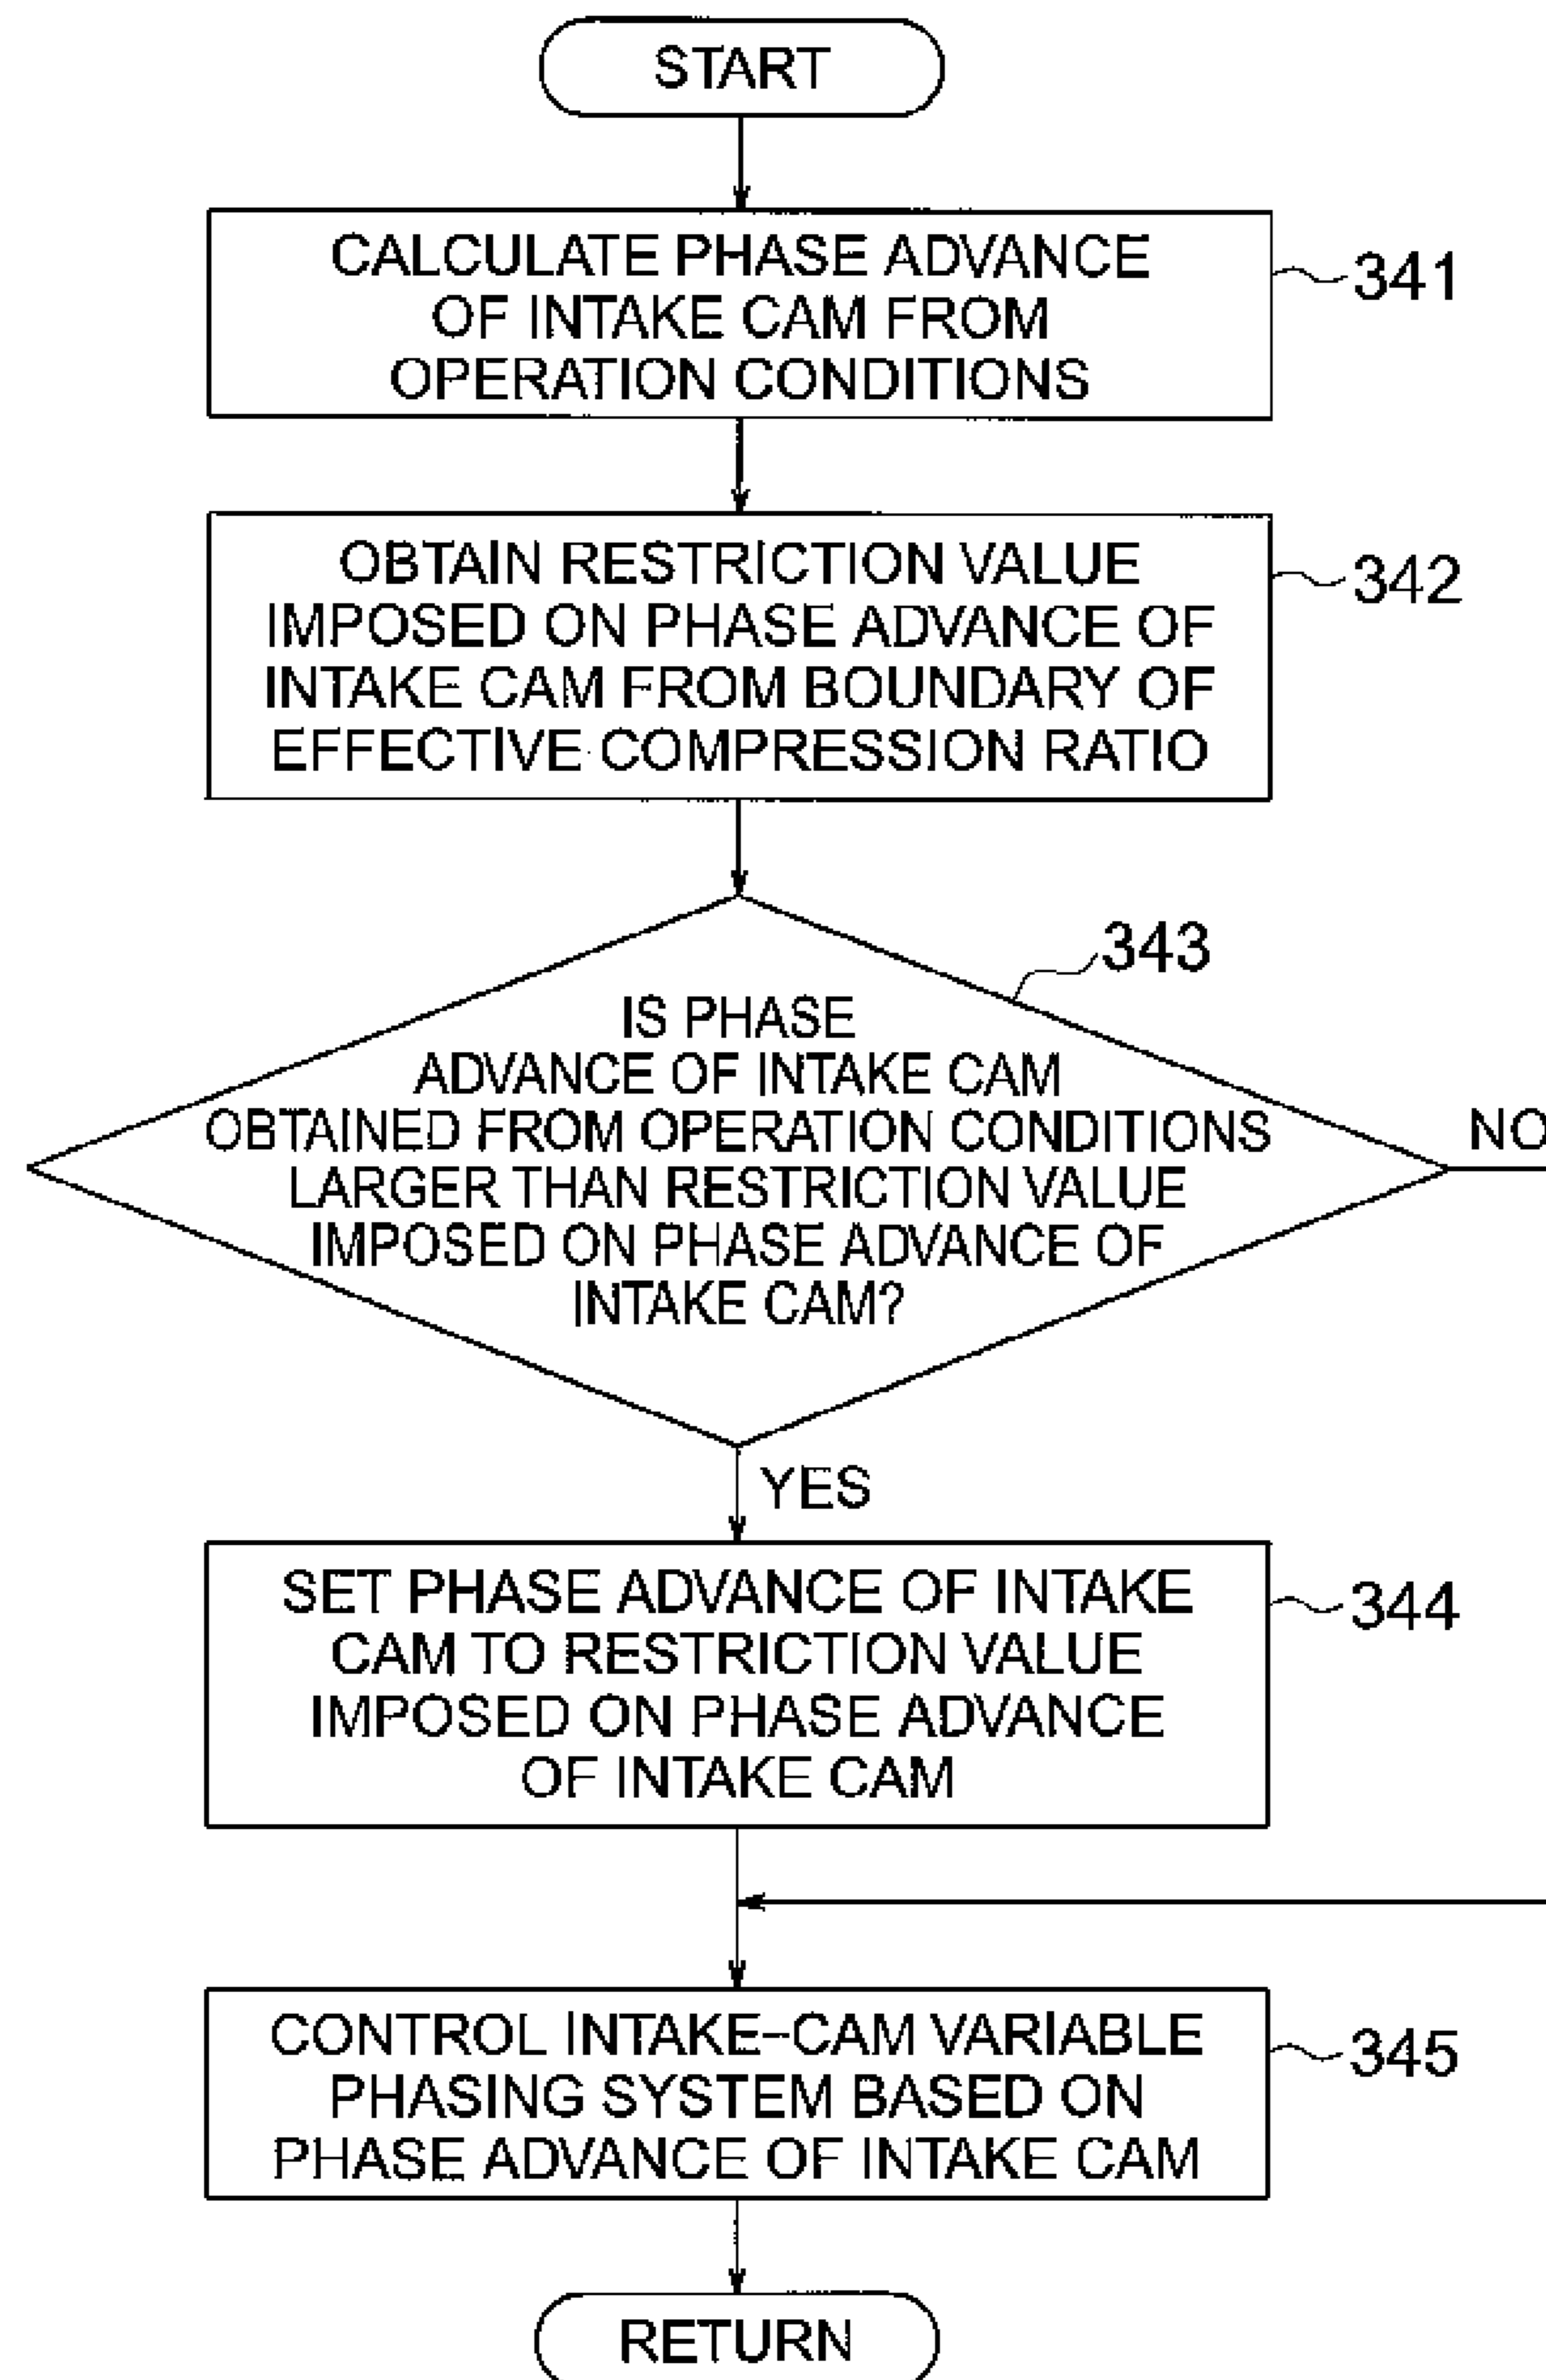 START
CALCULATE PHASE ADVANCE
OF INTAKE CAM FROM
OPERATION CONDITIONS
341
OBTAIN RESTRICTION VALUE
IMPOSED ON PHASE ADVANCE OF
INTAKE CAM FROM BOUNDARY OF
EFFECTIVE COMPRESSION RATIO
342
343
IS PHASE
ADVANCE OF INTAKE CAM
OBTAINED FROM OPERATION CONDITIONS
LARGER THAN RESTRICTION VALUE
IMPOSED ON PHASE ADVANCE OF
INTAKE CAM?
NO
YES
SET PHASE ADVANCE OF INTAKE
CAM TO RESTRICTION VALUE
IMPOSED ON PHASE ADVANCE
OF INTAKE CAM
344
CONTROL INTAKE-CAM VARIABLE
PHASING SYSTEM BASED ON
PHASE ADVANCE OF INTAKE CAM
345
RETURN